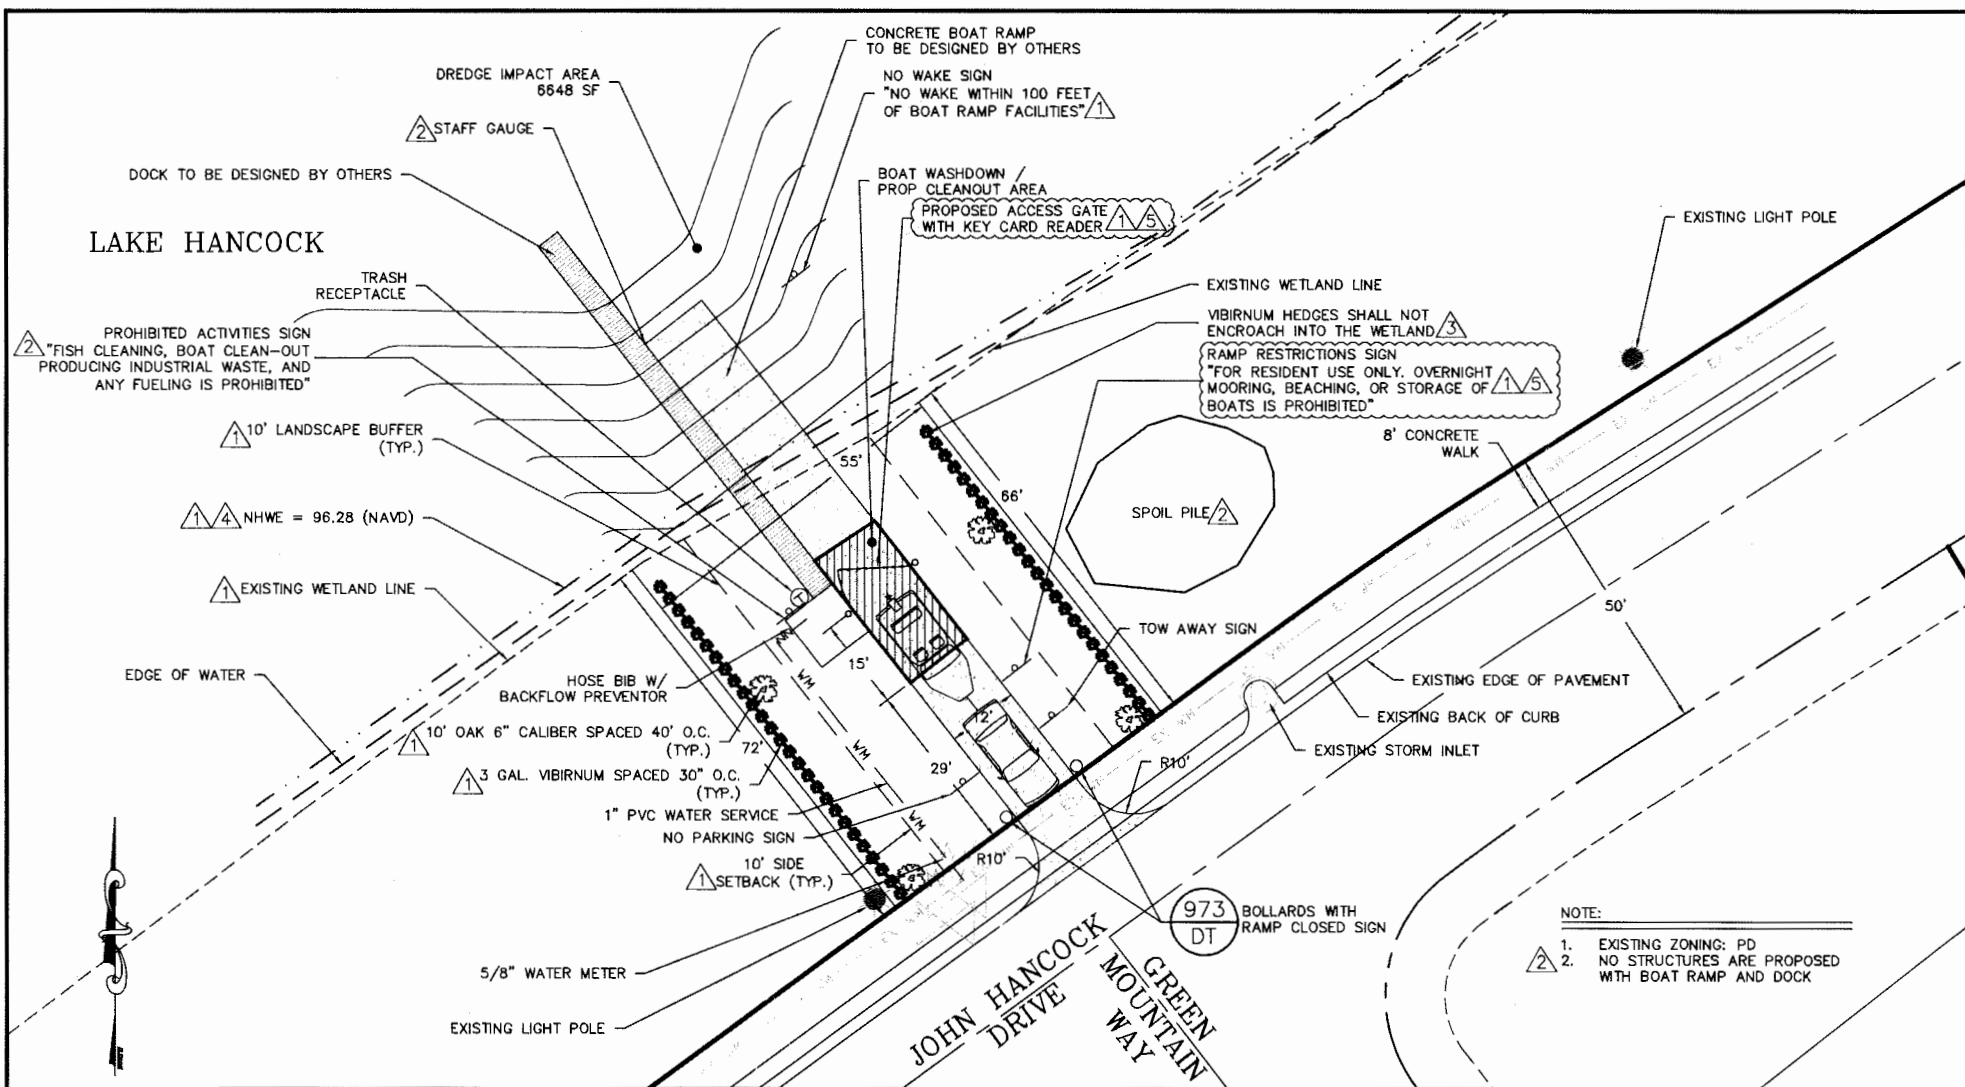 CONCRETE BOAT RAMP
TO BE DESIGNED BY OTHERS
DREDGE IMPACT AREA
6648 SF
NO WAKE SIGN
"NO WAKE WITHIN 100 FEET
OF BOAT RAMP FACILITIES" 1
2 STAFF GAUGE
DOCK TO BE DESIGNED BY OTHERS
BOAT WASHDOWN /
PROP CLEANOUT AREA
PROPOSED ACCESS GATE
WITH KEY CARD READER 1 5
EXISTING LIGHT POLE
LAKE HANCOCK
TRASH
RECEPTACLE
EXISTING WETLAND LINE
VIBIRNUM HEDGES SHALL NOT
ENCROACH INTO THE WETLAND 3
PROHIBITED ACTIVITIES SIGN
2 "FISH CLEANING, BOAT CLEAN-OUT
PRODUCING INDUSTRIAL WASTE, AND
ANY FUELING IS PROHIBITED"
RAMP RESTRICTIONS SIGN
"FOR RESIDENT USE ONLY. OVERNIGHT
MOORING, BEACHING, OR STORAGE OF 1 5
BOATS IS PROHIBITED"
1 10' LANDSCAPE BUFFER
(TYP.)
8' CONCRETE
WALK
55'
66'
SPOIL PILE 2
1 4 NHWE = 96.28 (NAVD)
1 EXISTING WETLAND LINE
T
50'
TOW AWAY SIGN
EDGE OF WATER
15'
HOSE BIB W/
BACKFLOW PREVENTOR
WM
EXISTING EDGE OF PAVEMENT
12'
EXISTING BACK OF CURB
1 10' OAK 6" CALIBER SPACED 40' O.C.
(TYP.)
72'
WM
EXISTING STORM INLET
29'
R10'
1 3 GAL. VIBIRNUM SPACED 30" O.C.
(TYP.)
1" PVC WATER SERVICE
WM
NO PARKING SIGN
10' SIDE
1 SETBACK (TYP.)
R10'
973
DT
BOLLARDS WITH
RAMP CLOSED SIGN
5/8" WATER METER
EXISTING LIGHT POLE
JOHN HANCOCK
DRIVE
GREEN
MOUNTAIN
WAY
NOTE:
1. EXISTING ZONING: PD
2 2. NO STRUCTURES ARE PROPOSED
WITH BOAT RAMP AND DOCK